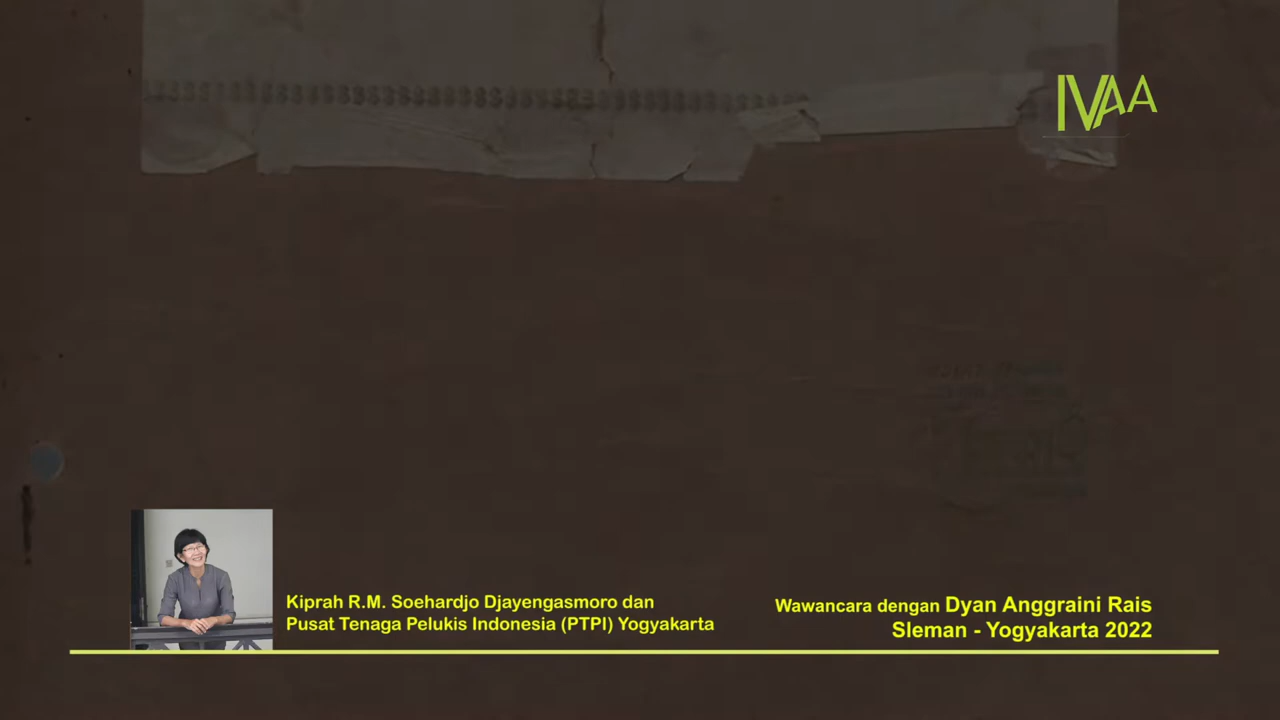 IVAA
Kiprah R.M. Soehardjo Djayengasmoro dan
Pusat Tenaga Pelukis Indonesia (PTPI) Yogyakarta
Wawancara dengan Dyan Anggraini Rais
Sleman - Yogyakarta 2022